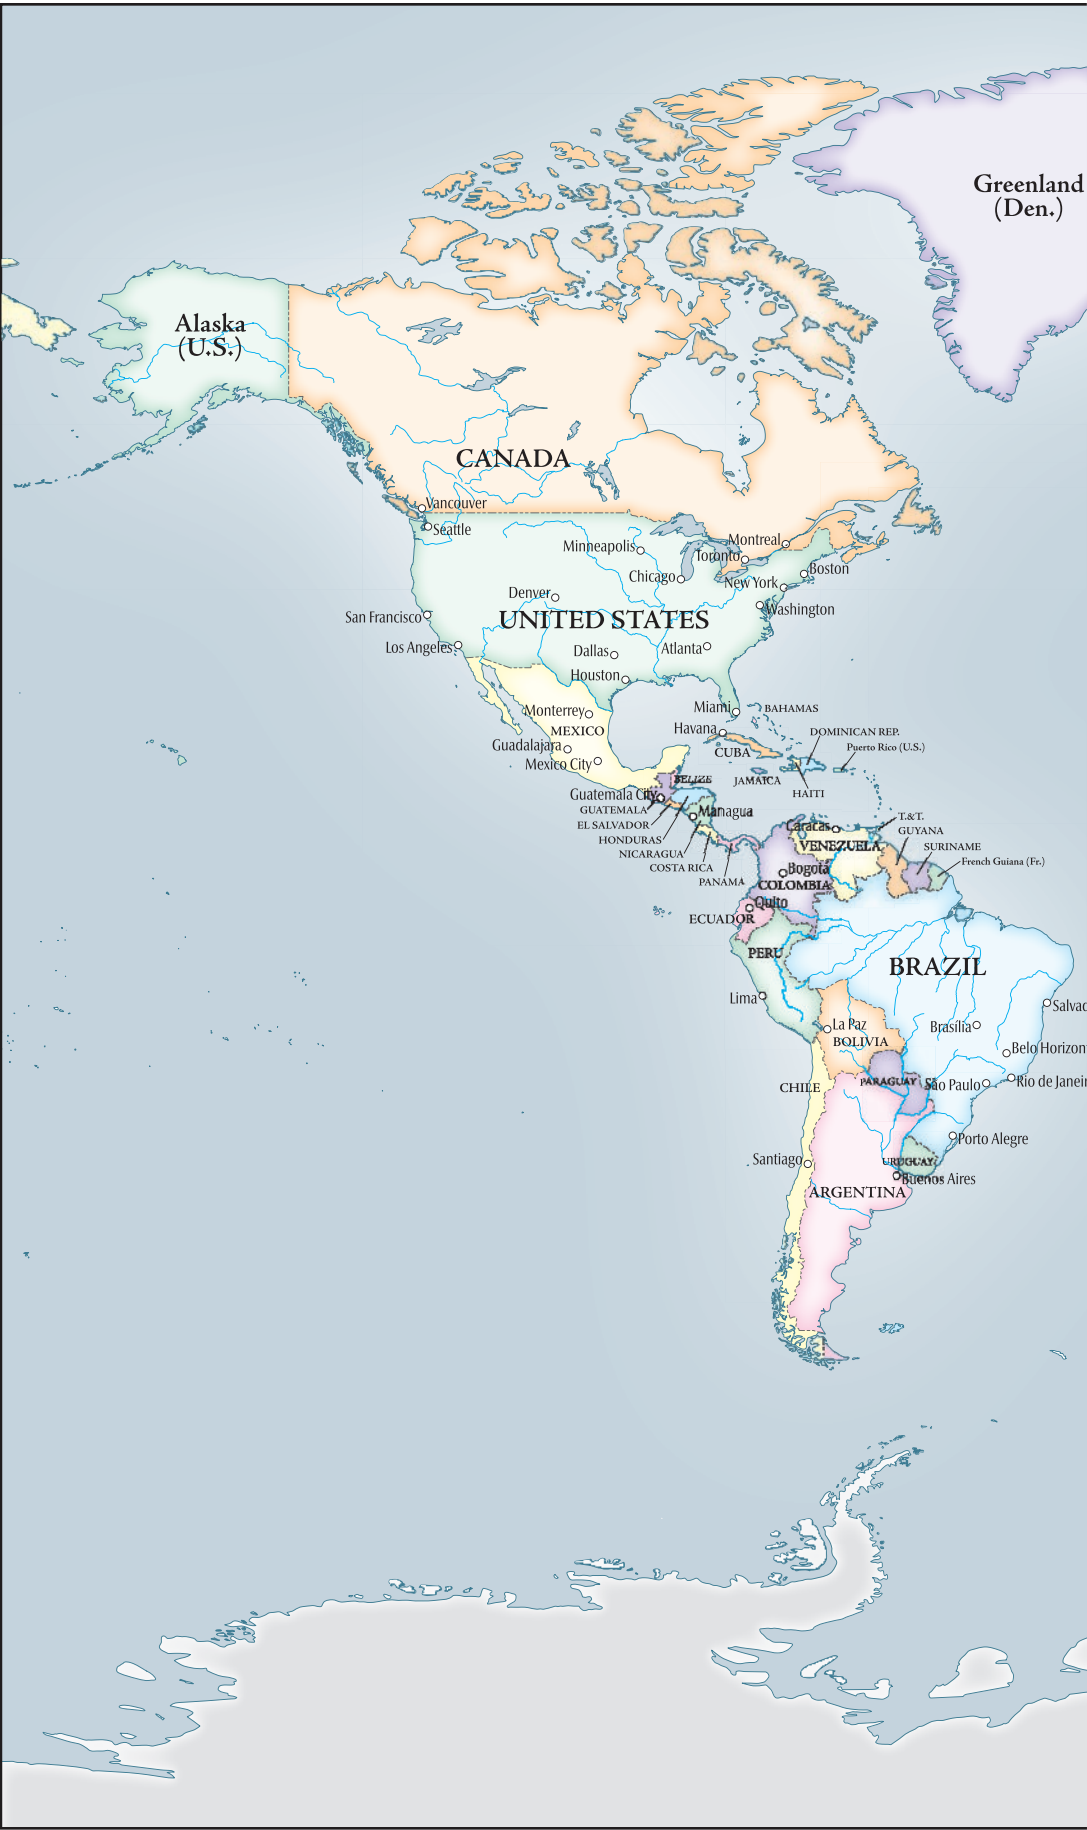 Greenland
(Den.)
Alaska
(U.S.)
CANADA
Vancouver
Seattle
Montreal
Minneapolis
Toronto
Boston
Chicago
New York
Denver
Washington
San Francisco
UNITED STATES
Los Angeles
Dallas
Atlanta
Houston
Miami
BAHAMAS
Monterrey
Havana
MEXICO
DOMINICAN REP.
Guadalajara
CUBA
Puerto Rico (U.S.)
Mexico City
BELIZE
JAMAICA
HAITI
Guatemala City
GUATEMALA
Managua
EL SALVADOR
Caracas
T.&T.
HONDURAS
GUYANA
NICARAGUA
VENEZUELA
SURINAME
COSTA RICA
Bogotá
French Guiana (Fr.)
PANAMA
COLOMBIA
Quito
ECUADOR
PERU
BRAZIL
Lima
Salvad
La Paz
Brasília
BOLIVIA
Belo Horizon
CHILE
PARAGUAY
São Paulo
Rio de Janei
Porto Alegre
Santiago
URUGUAY
Buenos Aires
ARGENTINA